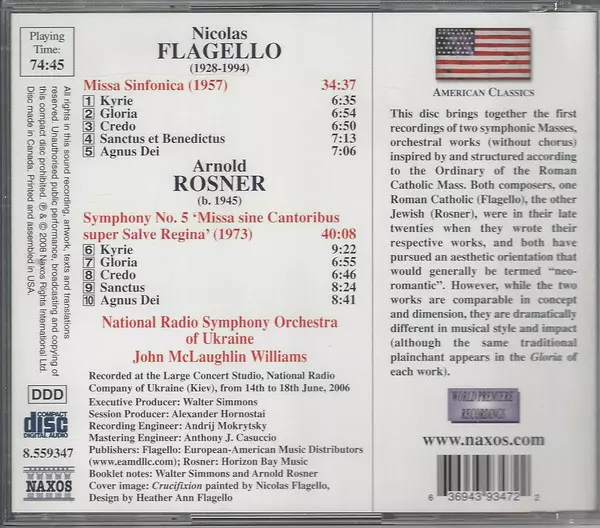 Playing
Time:
74:45
Nicolas
FLAGELLO
(1928-1994)
Missa Sinfonica (1957) 34:37
1 Kyrie 6:35
2 Gloria 6:54
3 Credo 6:50
4 Sanctus et Benedictus 7:13
5 Agnus Dei 7:06
Arnold
ROSNER
(b. 1945)
Symphony No. 5 ‘Missa sine Cantoribus
super Salve Regina’ (1973) 40:08
6 Kyrie 9:22
7 Gloria 6:55
8 Credo 6:46
9 Sanctus 8:24
10 Agnus Dei 8:41
National Radio Symphony Orchestra
of Ukraine
John McLaughlin Williams
Recorded at the Large Concert Studio, National Radio
Company of Ukraine (Kiev), from 14th to 18th June, 2006
Executive Producer: Walter Simmons
Session Producer: Alexander Hornostai
Recording Engineer: Andrij Mokrytsky
Mastering Engineer: Anthony J. Casuccio
Publishers: Flagello: European-American Music Distributors
(www.eamdllc.com); Rosner: Horizon Bay Music
Booklet notes: Walter Simmons and Arnold Rosner
Cover image: Crucifixion painted by Nicolas Flagello,
Design by Heather Ann Flagello
All rights in this sound recording, artwork, texts and translations
reserved. Unauthorised public performance, broadcasting and copying of
this compact disc prohibited. ℗ & © 2008 Naxos Rights International Ltd.
Disc made in Canada. Printed and assembled in USA.
DDD
COMPACT
disc
DIGITAL AUDIO
8.559347
NAXOS
AMERICAN CLASSICS
This disc brings together the first
recordings of two symphonic Masses,
orchestral works (without chorus)
inspired by and structured according
to the Ordinary of the Roman
Catholic Mass. Both composers, one
Roman Catholic (Flagello), the other
Jewish (Rosner), were in their late
twenties when they wrote their
respective works, and both have
pursued an aesthetic orientation that
would generally be termed “neo-
romantic”. However, while the two
works are comparable in concept
and dimension, they are dramatically
different in musical style and impact
(although the same traditional
plainchant appears in the Gloria of
each work).
WORLD PREMIERE
RECORDINGS
www.naxos.com
6 36943 93472 2